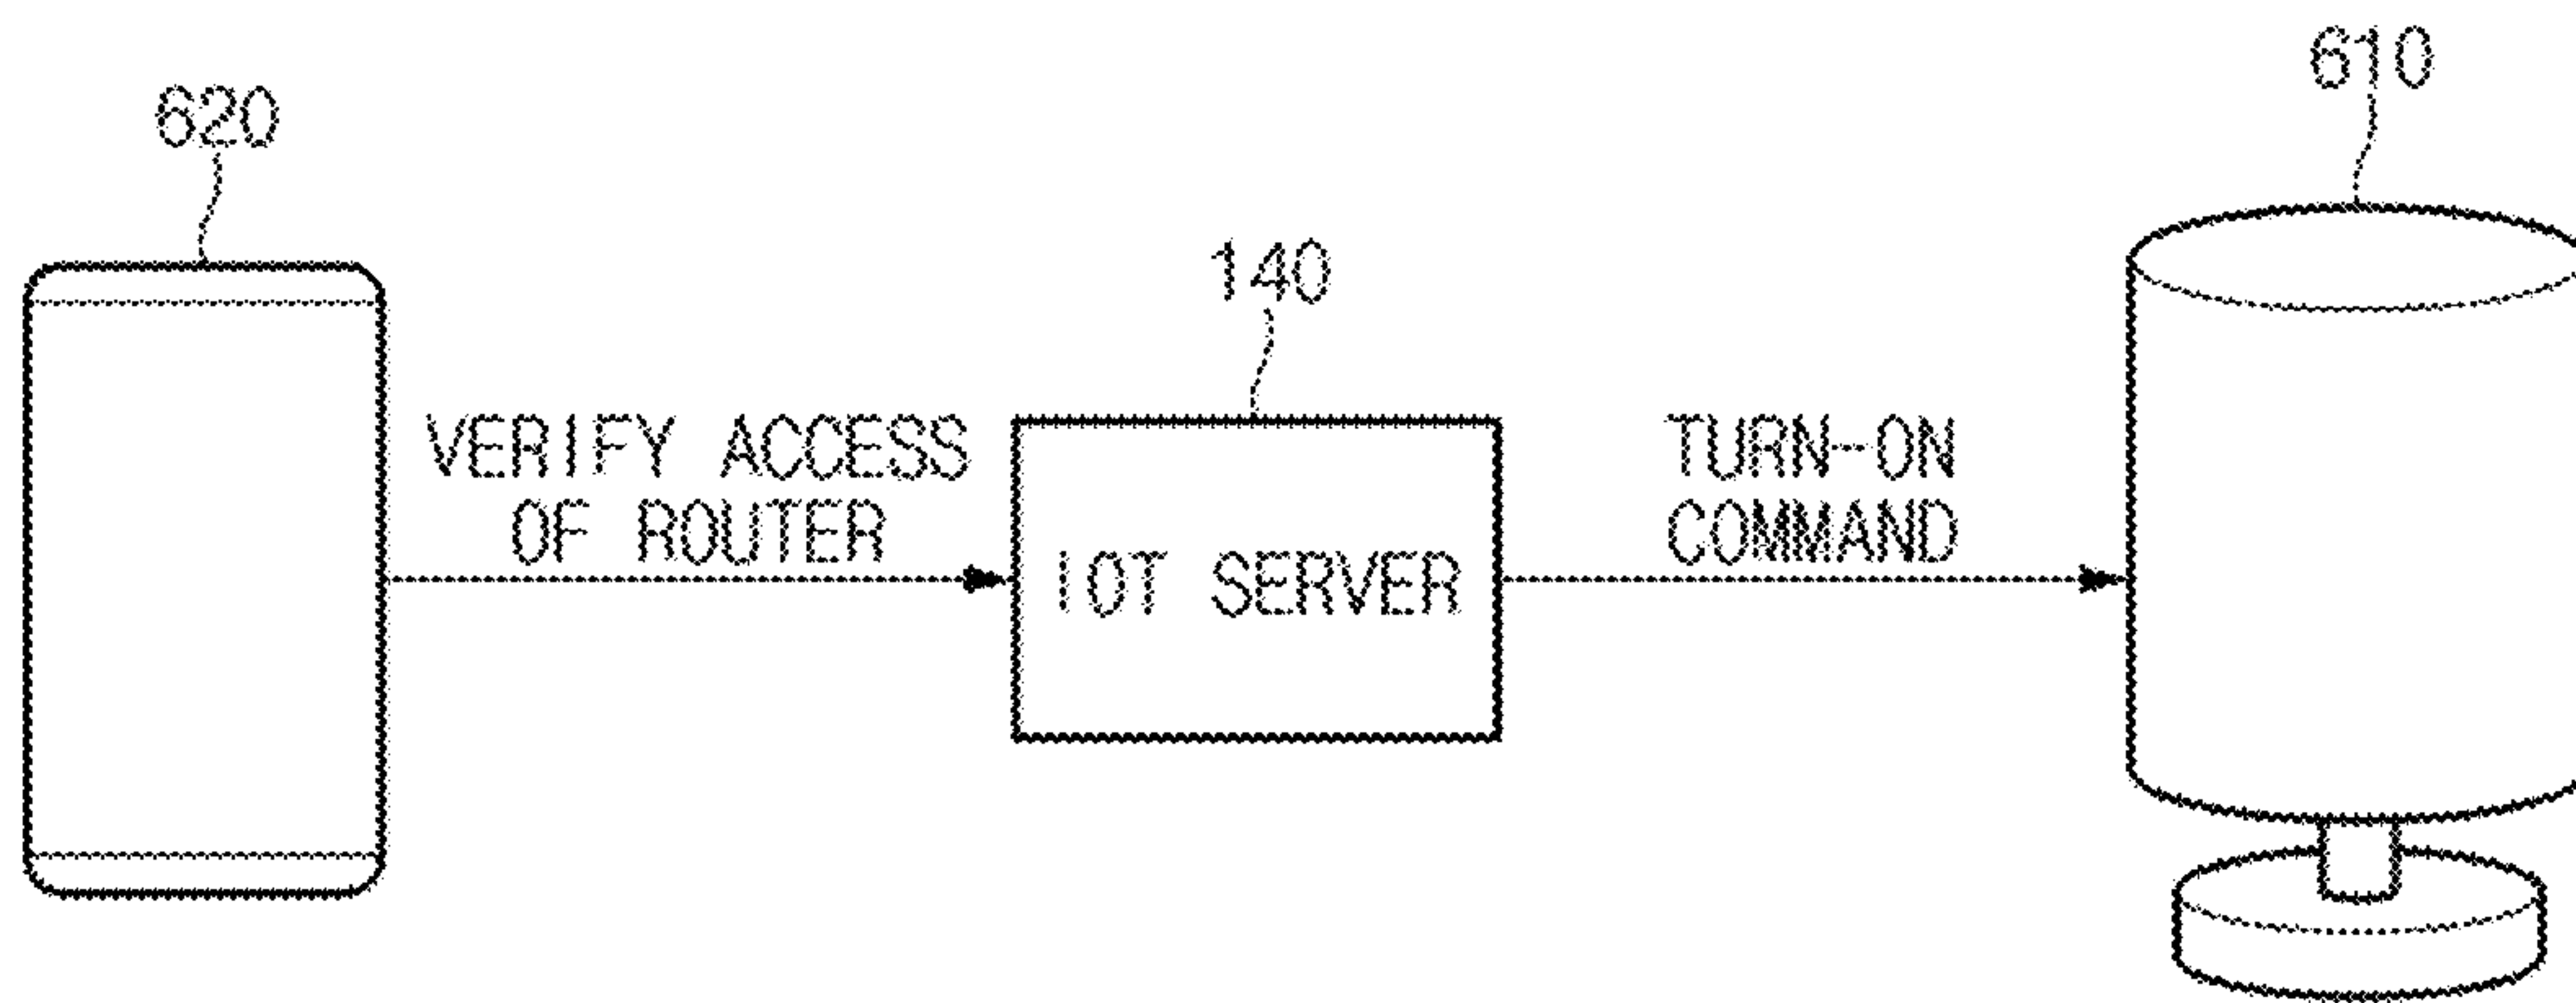 610
620
140
VERIFY ACCESS
OF ROUTER
TURN-ON
COMMAND
IOT SERVER